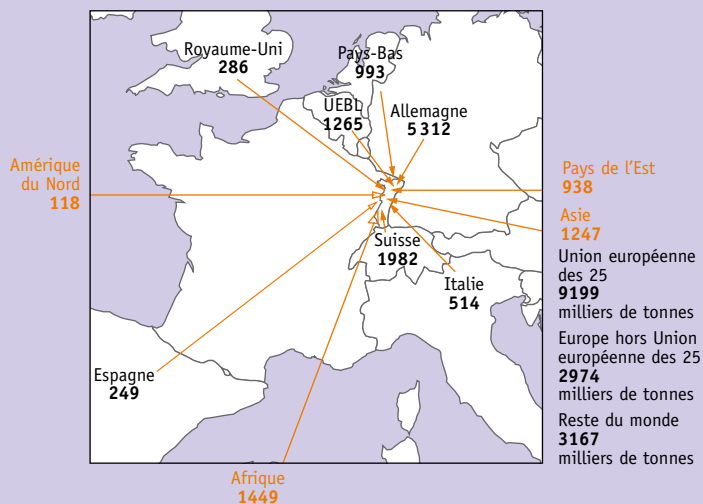 Royaume-Uni
286
Pays-Bas
993
UEBL
1265
Allemagne
5 312
Amérique
du Nord
118
Pays de l'Est
938
Asie
1247
Suisse
1982
Italie
514
Espagne
249
Afrique
1449
Union européenne
des 25
9199
milliers de tonnes
Europe hors Union
européenne des 25
2974
milliers de tonnes
Reste du monde
3167
milliers de tonnes